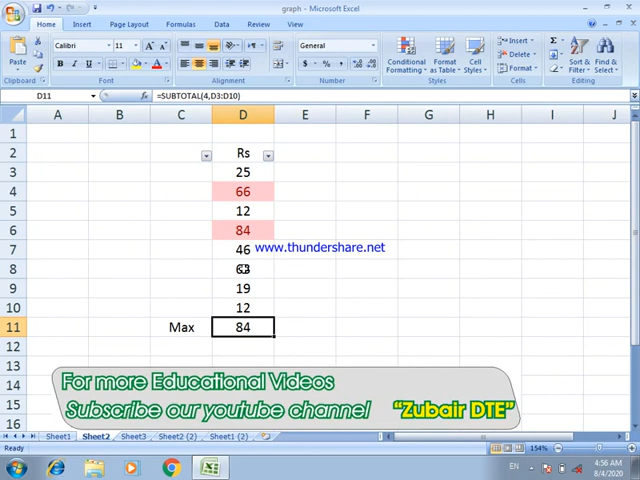 graph - Microsoft Excel
Home Insert Page Layout Formulas Data Review View
Calibri 11 General Insert Delete Format
Paste Conditional Formatting Format as Table Cell Styles Sort & Filter Find & Select
Clipboard Font Alignment Number Styles Cells Editing
D11 =SUBTOTAL(4,D3:D10)
A B C D E F G H I J
1
2 Rs
3 25
4 66
5 12
6 84
7 46 www.thundershare.net
8
9 19
10 12
11 Max 84
12
13
14
15
For more Educational Videos
Subscribe our youtube channel "Zubair DTE"
Sheet1 Sheet2 Sheet3 Sheet2 (2) Sheet1 (2)
Ready 154%
EN 4:56 AM
8/4/2020